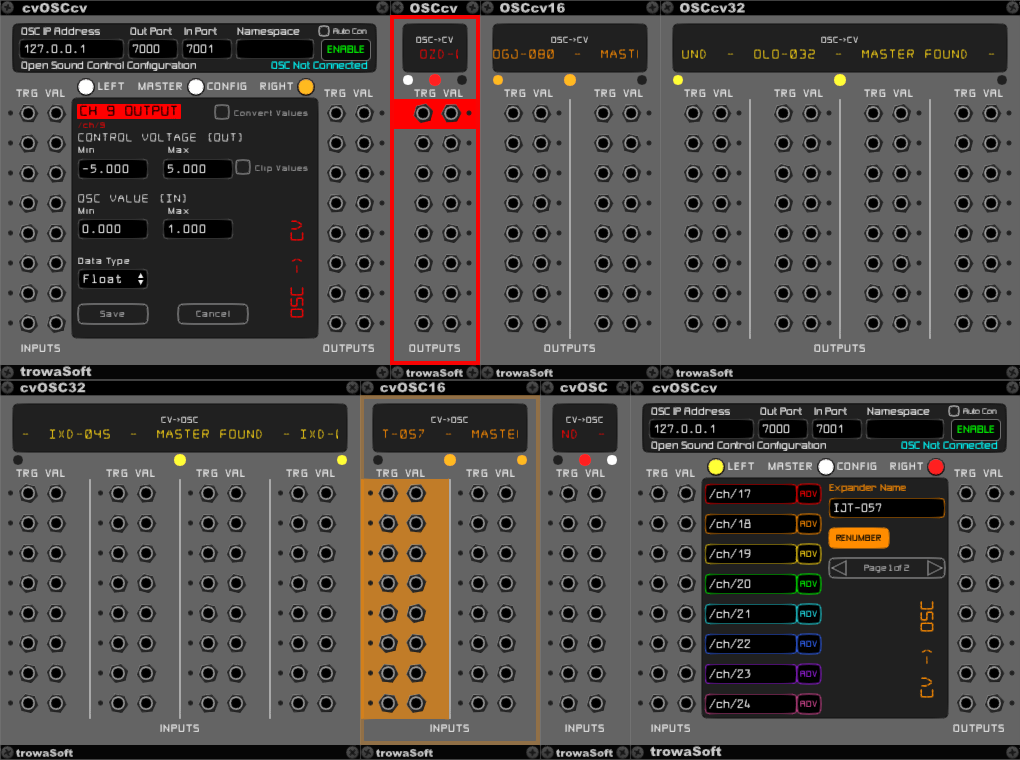 cvOSCcv
OSC IP Address Out Port In Port Namespace Auto Con
127.0.0.1 7000 7001 ENABLE
Open Sound Control Configuration OSC Not Connected
LEFT MASTER CONFIG RIGHT
TRG VAL TRG VAL
CH 9 OUTPUT Convert Values
/ch/9
CONTROL VOLTAGE (OUT)
Min Max
-5.000 5.000 Clip Values
OSC VALUE (IN)
Min Max
0.000 1.000
Data Type
Float
Save Cancel
OSC -> CV
INPUTS OUTPUTS
trowaSoft
OSCcv
OSC->CV
TRG VAL
OUTPUTS
trowaSoft
OSCcv16
OSC->CV
OGJ-080 - MAST
TRG VAL TRG VAL
OUTPUTS
trowaSoft
OSCcv32
OSC->CV
UND - OLO-032 - MASTER FOUND -
TRG VAL TRG VAL TRG VAL TRG VAL
OUTPUTS
trowaSoft
cvOSC32
CV->OSC
- IXD-045 - MASTER FOUND - IXD-
TRG VAL TRG VAL TRG VAL TRG VAL
INPUTS
trowaSoft
cvOSC16
CV->OSC
T-057 - MASTE
TRG VAL TRG VAL
INPUTS
trowaSoft
cvOSC
CV->OSC
ND -
TRG VAL
INPUTS
trowaSoft
cvOSCcv
OSC IP Address Out Port In Port Namespace Auto Con
127.0.0.1 7000 7001 ENABLE
Open Sound Control Configuration OSC Not Connected
LEFT MASTER CONFIG RIGHT
TRG VAL TRG VAL
/ch/17 ADV Expander Name
IJT-057
/ch/18 ADV RENUMBER
/ch/19 ADV Page 1 of 2
/ch/20 ADV
/ch/21 ADV
/ch/22 ADV
/ch/23 ADV
/ch/24 ADV
CV -> OSC
INPUTS OUTPUTS
trowaSoft